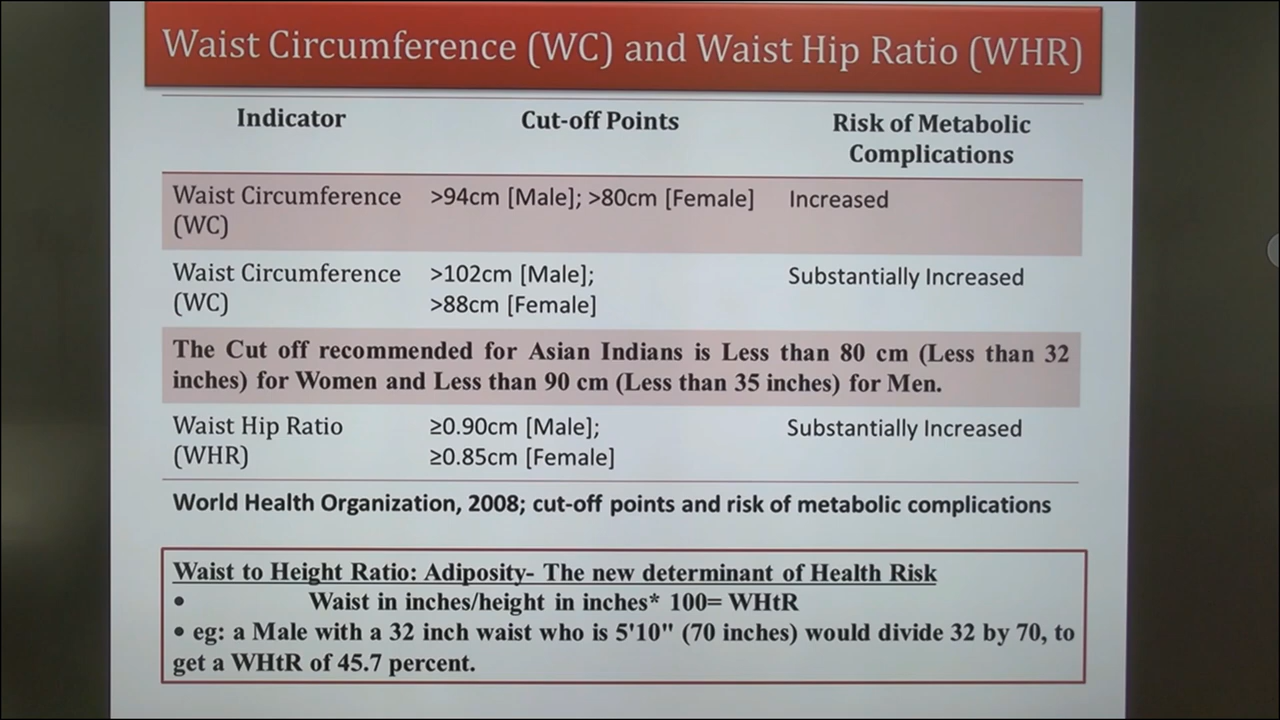 Waist Circumference (WC) and Waist Hip Ratio (WHR)
Indicator Cut-off Points Risk of Metabolic
Complications
Waist Circumference >94cm [Male]; >80cm [Female] Increased
(WC)
Waist Circumference >102cm [Male]; Substantially Increased
(WC) >88cm [Female]
The Cut off recommended for Asian Indians is Less than 80 cm (Less than 32
inches) for Women and Less than 90 cm (Less than 35 inches) for Men.
Waist Hip Ratio ≥0.90cm [Male]; Substantially Increased
(WHR) ≥0.85cm [Female]
World Health Organization, 2008; cut-off points and risk of metabolic complications
Waist to Height Ratio: Adiposity- The new determinant of Health Risk
• Waist in inches/height in inches* 100= WHtR
• eg: a Male with a 32 inch waist who is 5'10" (70 inches) would divide 32 by 70, to
get a WHtR of 45.7 percent.